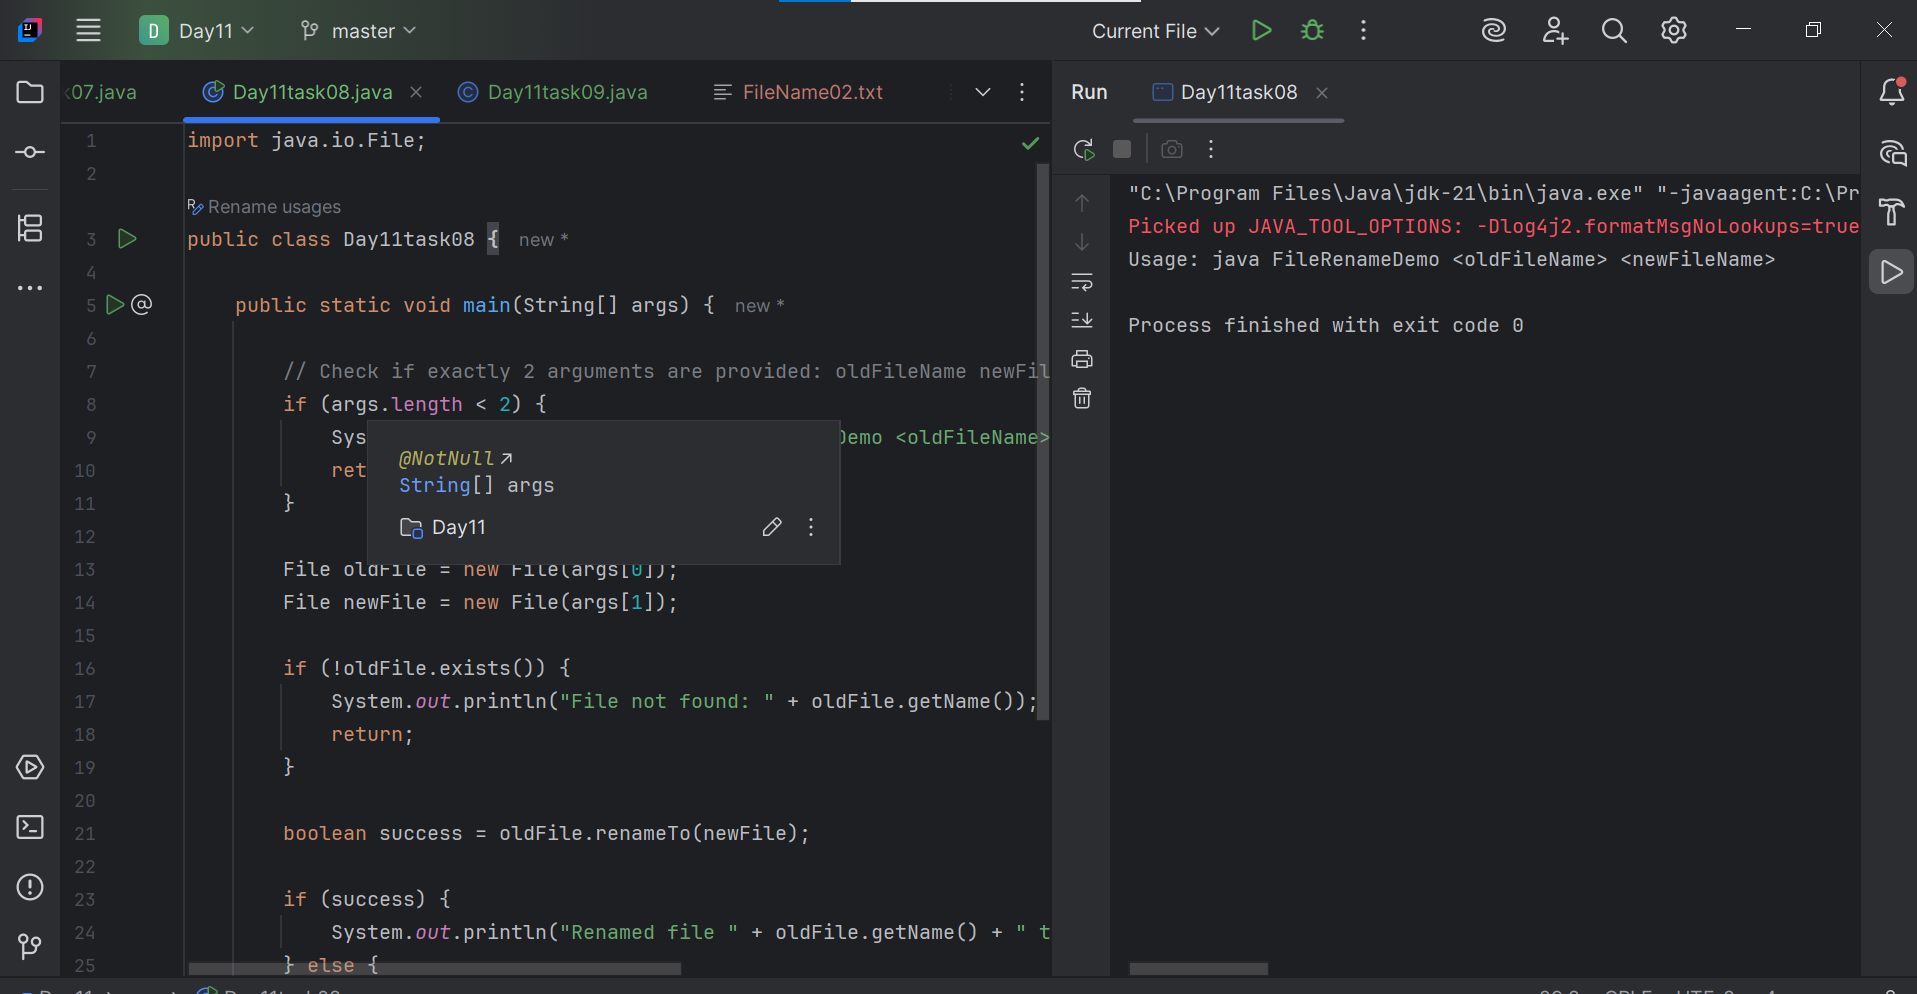 D Day11 master Current File
07.java Day11task08.java Day11task09.java FileName02.txt
1 import java.io.File;
2
Rename usages
3 public class Day11task08 { new *
4
5 @ public static void main(String[] args) { new *
6
7 // Check if exactly 2 arguments are provided: oldFileName newFil
8 if (args.length < 2) {
9 Sys Demo <oldFileName>
10 ret
11 }
12
13 File oldFile = new File(args[0]);
14 File newFile = new File(args[1]);
15
16 if (!oldFile.exists()) {
17 System.out.println("File not found: " + oldFile.getName());
18 return;
19 }
20
21 boolean success = oldFile.renameTo(newFile);
22
23 if (success) {
24 System.out.println("Renamed file " + oldFile.getName() + " t
25 } else {
@NotNull
String[] args
Day11
Run Day11task08
"C:\Program Files\Java\jdk-21\bin\java.exe" "-javaagent:C:\Pr
Picked up JAVA_TOOL_OPTIONS: -Dlog4j2.formatMsgNoLookups=true
Usage: java FileRenameDemo <oldFileName> <newFileName>
Process finished with exit code 0